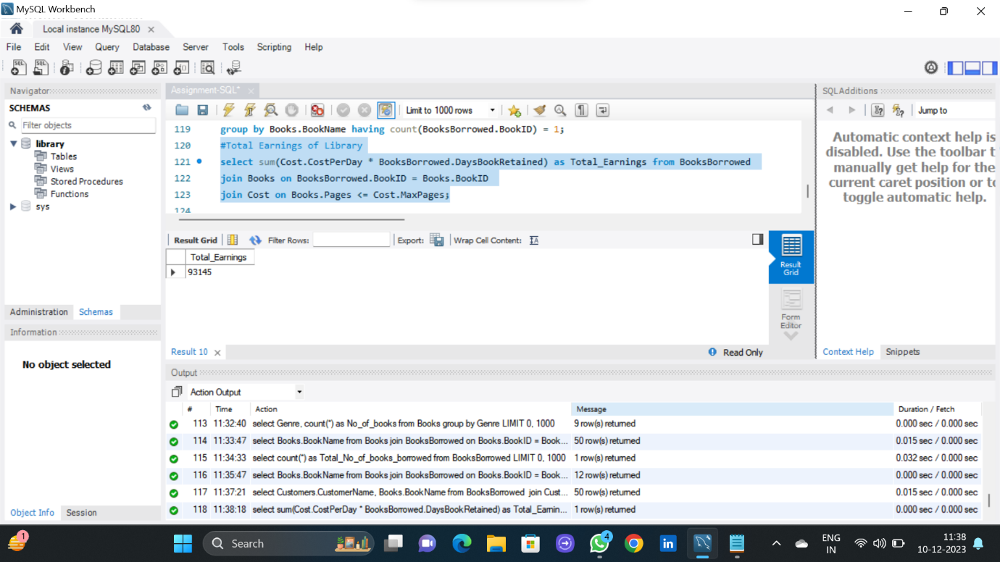 MySQL Workbench
Local instance MySQL80
File Edit View Query Database Server Tools Scripting Help
Navigator
SCHEMAS
Filter objects
library
Tables
Views
Stored Procedures
Functions
sys
Administration Schemas
Information
No object selected
Object Info Session
Assignment-SQL*
Limit to 1000 rows
119 group by Books.BookName having count(BooksBorrowed.BookID) = 1;
120 #Total Earnings of Library
121 select sum(Cost.CostPerDay * BooksBorrowed.DaysBookRetained) as Total_Earnings from BooksBorrowed
122 join Books on BooksBorrowed.BookID = Books.BookID
123 join Cost on Books.Pages <= Cost.MaxPages;
124
Result Grid Filter Rows: Export: Wrap Cell Content:
Total_Earnings
93145
Result Grid
Form Editor
Result 10
Read Only
SQLAdditions
Jump to
Automatic context help is
disabled. Use the toolbar t
manually get help for the
current caret position or to
toggle automatic help.
Context Help Snippets
Output
Action Output
# Time Action Message Duration / Fetch
113 11:32:40 select Genre, count(*) as No_of_books from Books group by Genre LIMIT 0, 1000 9 row(s) returned 0.000 sec / 0.000 sec
114 11:33:47 select Books.BookName from Books join BooksBorrowed on Books.BookID = Book... 50 row(s) returned 0.015 sec / 0.000 sec
115 11:34:33 select count(*) as Total_No_of_books_borrowed from BooksBorrowed LIMIT 0, 1000 1 row(s) returned 0.032 sec / 0.000 sec
116 11:35:47 select Books.BookName from Books join BooksBorrowed on Books.BookID = Book... 12 row(s) returned 0.000 sec / 0.000 sec
117 11:37:21 select Customers.CustomerName, Books.BookName from BooksBorrowed join Cust... 50 row(s) returned 0.015 sec / 0.000 sec
118 11:38:18 select sum(Cost.CostPerDay * BooksBorrowed.DaysBookRetained) as Total_Earnin... 1 row(s) returned 0.000 sec / 0.000 sec
1
Search
4
ENG
IN
11:38
10-12-2023